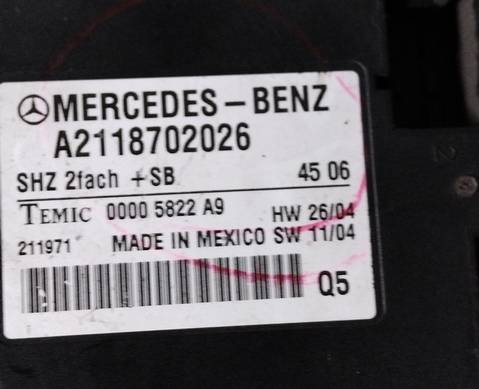 MERCEDES-BENZ
A2118702026
SHZ 2fach +SB 45 06
TEMIC 0000 5822 A9 HW 26/04
211971 MADE IN MEXICO SW 11/04
Q5